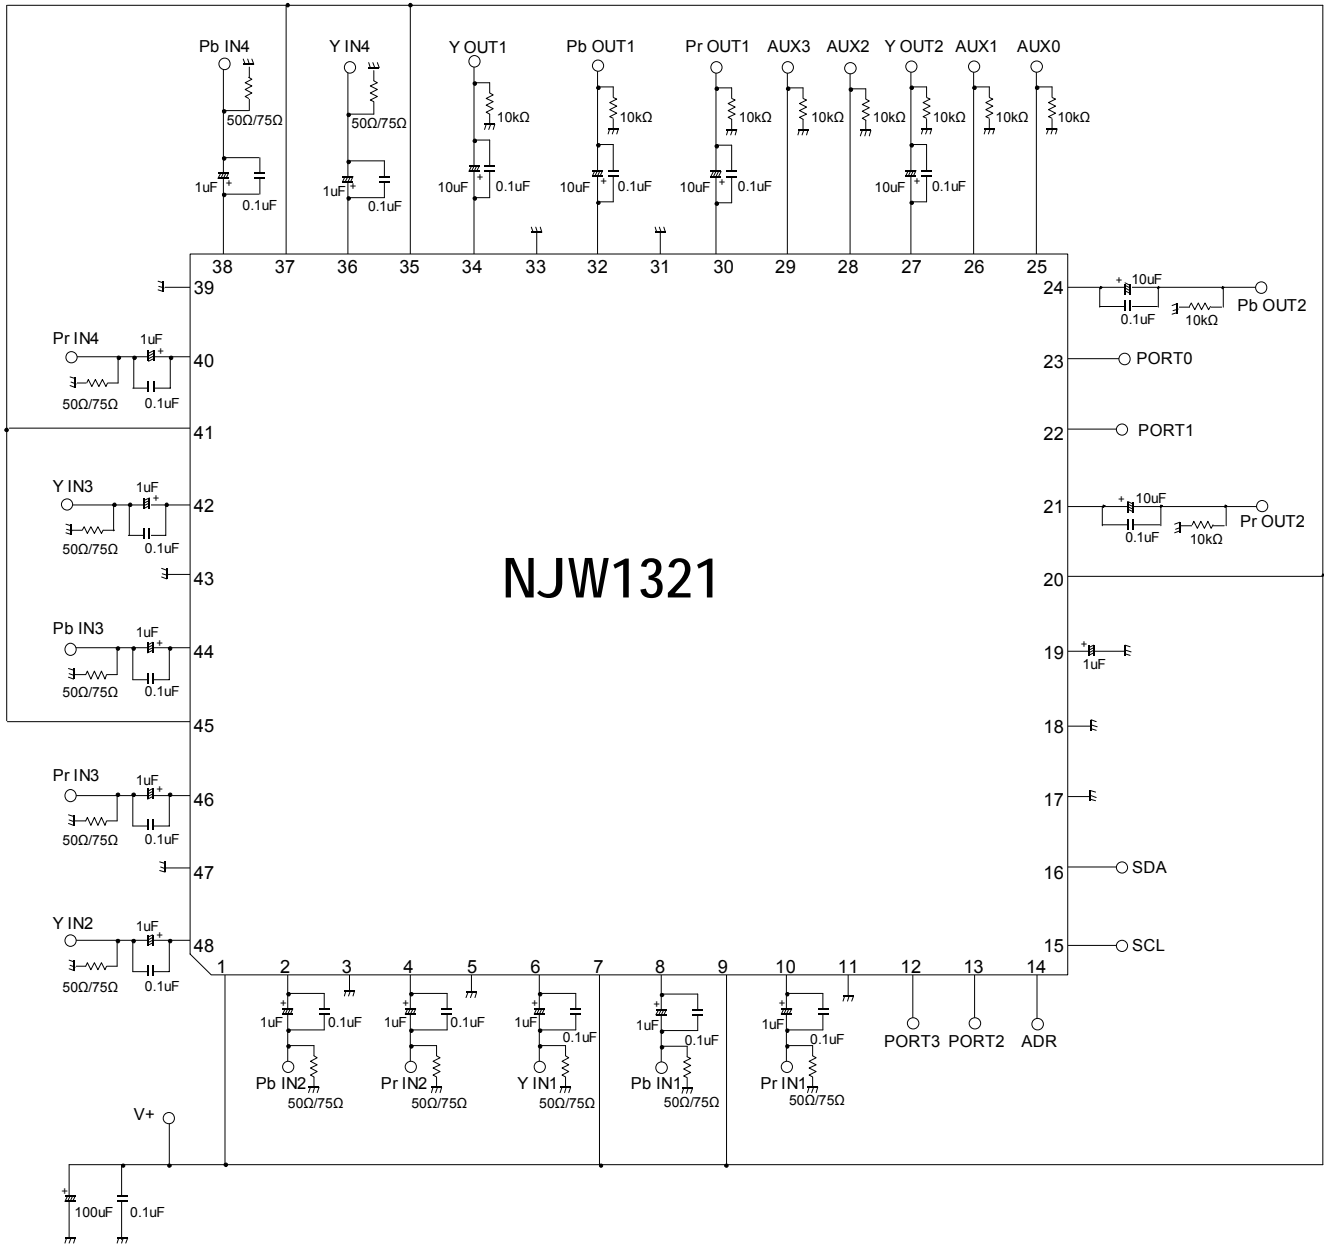 Pb IN4 Y IN4 Y OUT1 Pb OUT1 Pr OUT1 AUX3 AUX2 Y OUT2 AUX1 AUX0
50Ω/75Ω 50Ω/75Ω 10kΩ 10kΩ 10kΩ 10kΩ 10kΩ 10kΩ 10kΩ 10kΩ
1uF + 0.1uF 1uF + 0.1uF 10uF + 0.1uF 10uF + 0.1uF 10uF + 0.1uF 10uF + 0.1uF
38 37 36 35 34 33 32 31 30 29 28 27 26 25
39
24 + 10uF 0.1uF 10kΩ Pb OUT2
Pr IN4 1uF + 40
50Ω/75Ω 0.1uF
23 PORT0
41
22 PORT1
Y IN3 1uF + 42
50Ω/75Ω 0.1uF
21 + 10uF 0.1uF 10kΩ Pr OUT2
43
20
NJW1321
Pb IN3 1uF + 44
50Ω/75Ω 0.1uF
19 + 1uF
45
18
Pr IN3 1uF + 46
50Ω/75Ω 0.1uF
17
47
16 SDA
Y IN2 1uF + 48
50Ω/75Ω 0.1uF
15 SCL
1 2 3 4 5 6 7 8 9 10 11 12 13 14
+ 1uF 0.1uF + 1uF 0.1uF + 1uF 0.1uF + 1uF 0.1uF + 1uF 0.1uF
PORT3 PORT2 ADR
Pb IN2 Pr IN2 Y IN1 Pb IN1 Pr IN1
50Ω/75Ω 50Ω/75Ω 50Ω/75Ω 50Ω/75Ω 50Ω/75Ω
V+
+ 100uF 0.1uF